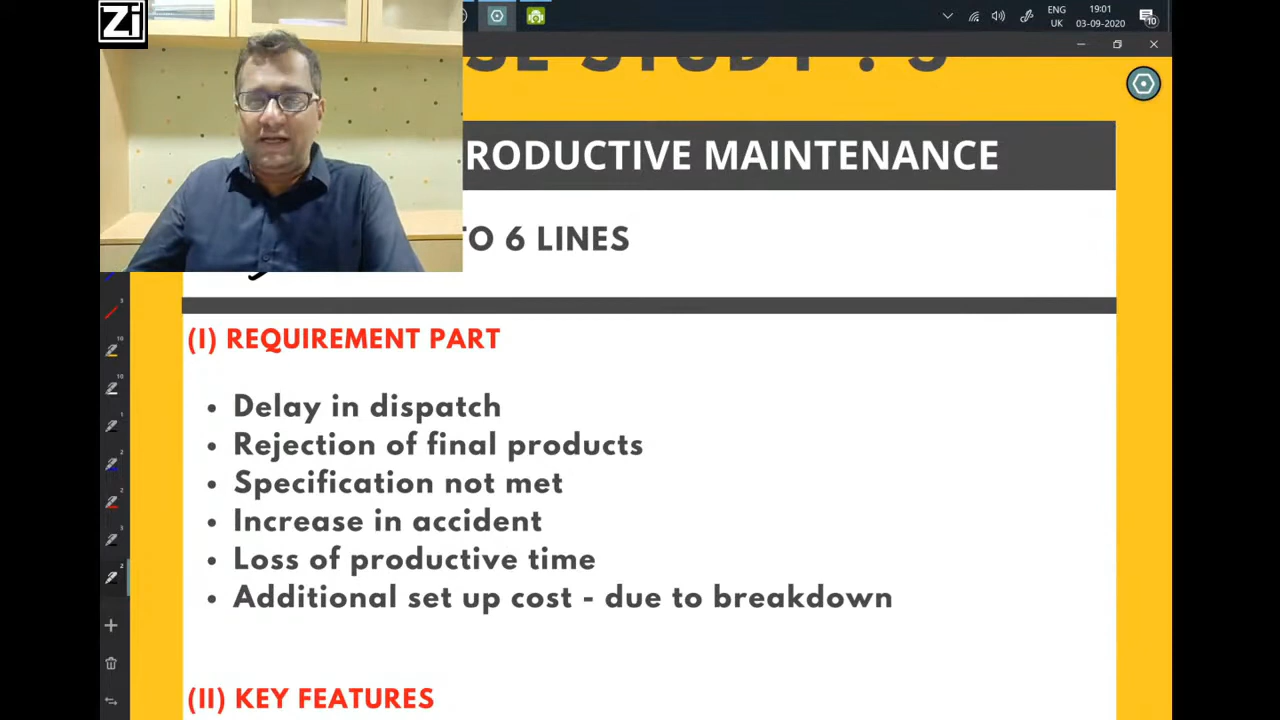 Zi
ENG
UK
19:01
03-09-2020
10
RODUCTIVE MAINTENANCE
TO 6 LINES
(I) REQUIREMENT PART
• Delay in dispatch
• Rejection of final products
• Specification not met
• Increase in accident
• Loss of productive time
• Additional set up cost - due to breakdown
(II) KEY FEATURES